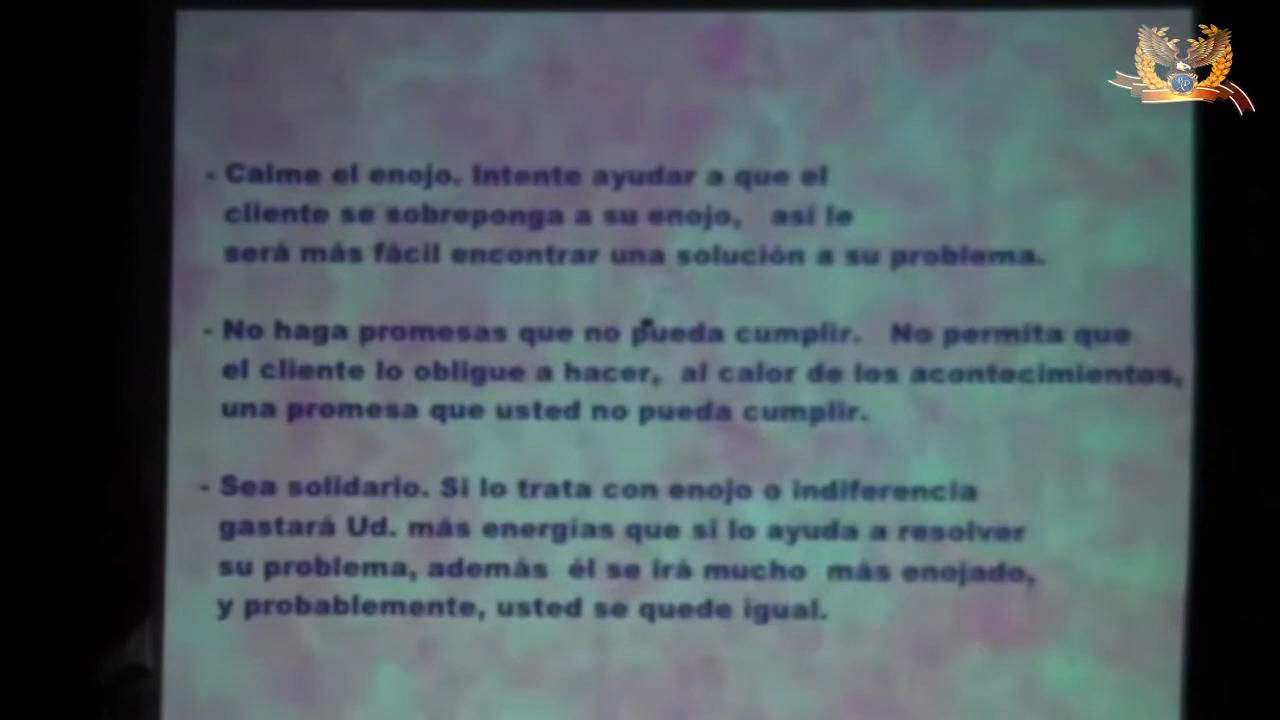 - Calme el enojo. Intente ayudar a que el
cliente se sobreponga a su enojo, así le
será más fácil encontrar una solución a su problema.
- No haga promesas que no pueda cumplir. No permita que
el cliente lo obligue a hacer, al calor de los acontecimientos,
una promesa que usted no pueda cumplir.
- Sea solidario. Si lo trata con enojo o indiferencia
gastará Ud. más energías que si lo ayuda a resolver
su problema, además él se irá mucho más enojado,
y probablemente, usted se quede igual.